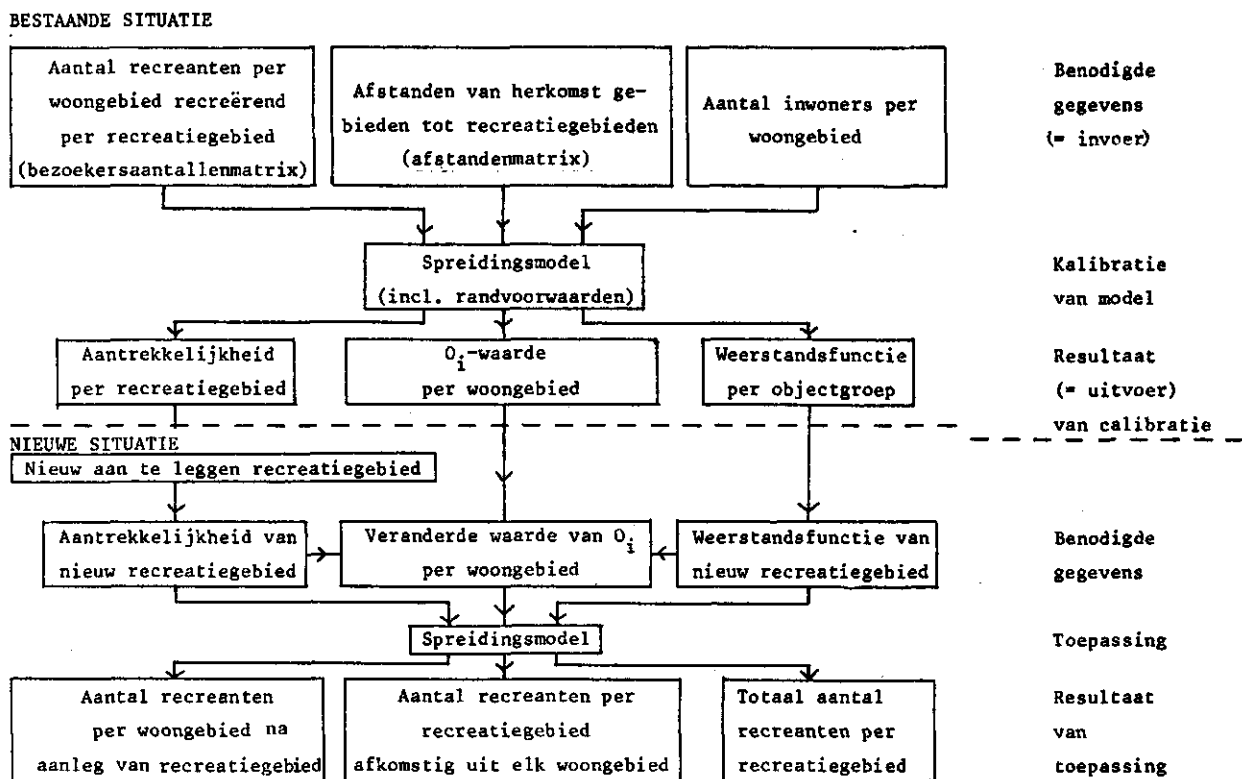 BESTAANDE SITUATIE
Aantal recreanten per
woongebied recreërend
per recreatiegebied
(bezoekersaantallenmatrix)
Afstanden van herkomst ge-
bieden tot recreatiegebieden
(afstandenmatrix)
Aantal inwoners per
woongebied
Benodigde
gegevens
(= invoer)
Spreidingsmodel
(incl. randvoorwaarden)
Kalibratie
van model
Aantrekkelijkheid
per recreatiegebied
Oi-waarde
per woongebied
Weerstandsfunctie
per objectgroep
Resultaat
(= uitvoer)
van calibratie
NIEUWE SITUATIE
Nieuw aan te leggen recreatiegebied
Aantrekkelijkheid van
nieuw recreatiegebied
Veranderde waarde van Oi
per woongebied
Weerstandsfunctie van
nieuw recreatiegebied
Benodigde
gegevens
Spreidingsmodel
Toepassing
Aantal recreanten
per woongebied na
aanleg van recreatiegebied
Aantal recreanten per
recreatiegebied
afkomstig uit elk woongebied
Totaal aantal
recreanten per
recreatiegebied
Resultaat
van
toepassing